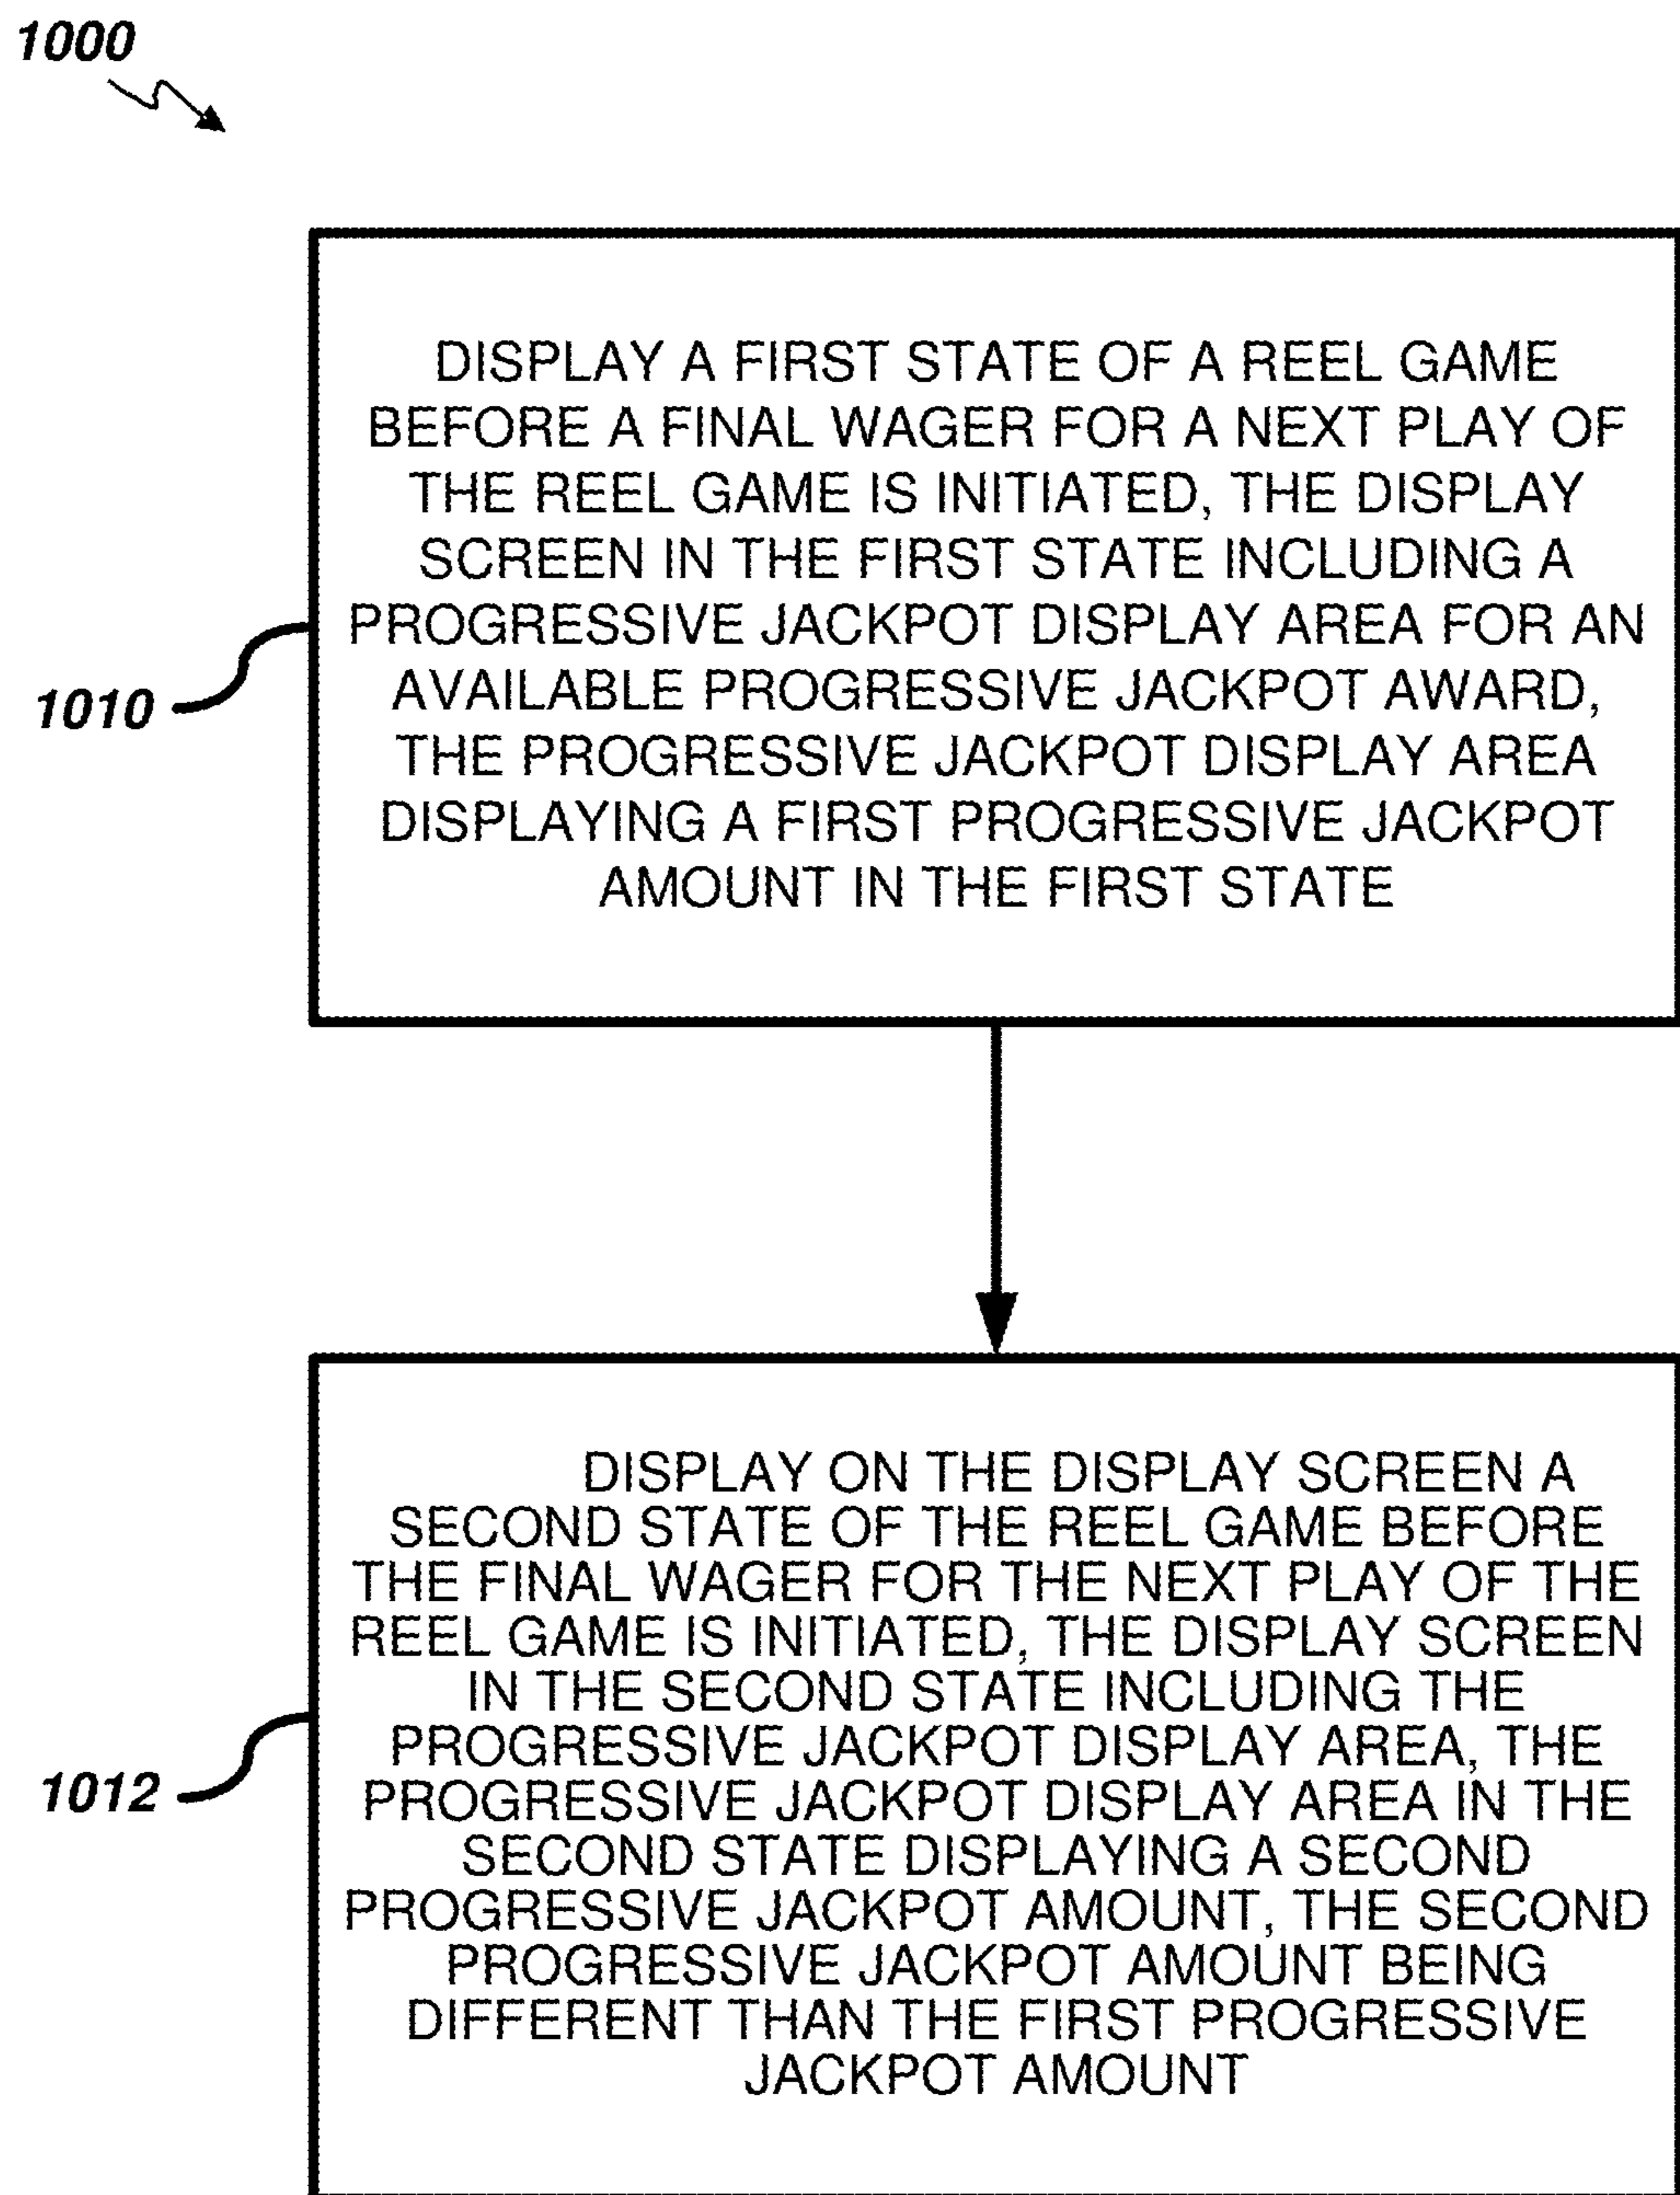 1000
DISPLAY A FIRST STATE OF A REEL GAME
BEFORE A FINAL WAGER FOR A NEXT PLAY OF
THE REEL GAME IS INITIATED, THE DISPLAY
SCREEN IN THE FIRST STATE INCLUDING A
PROGRESSIVE JACKPOT DISPLAY AREA FOR AN
AVAILABLE PROGRESSIVE JACKPOT AWARD,
THE PROGRESSIVE JACKPOT DISPLAY AREA
DISPLAYING A FIRST PROGRESSIVE JACKPOT
AMOUNT IN THE FIRST STATE
1010
DISPLAY ON THE DISPLAY SCREEN A
SECOND STATE OF THE REEL GAME BEFORE
THE FINAL WAGER FOR THE NEXT PLAY OF THE
REEL GAME IS INITIATED, THE DISPLAY SCREEN
IN THE SECOND STATE INCLUDING THE
PROGRESSIVE JACKPOT DISPLAY AREA, THE
PROGRESSIVE JACKPOT DISPLAY AREA IN THE
SECOND STATE DISPLAYING A SECOND
PROGRESSIVE JACKPOT AMOUNT, THE SECOND
PROGRESSIVE JACKPOT AMOUNT BEING
DIFFERENT THAN THE FIRST PROGRESSIVE
JACKPOT AMOUNT
1012